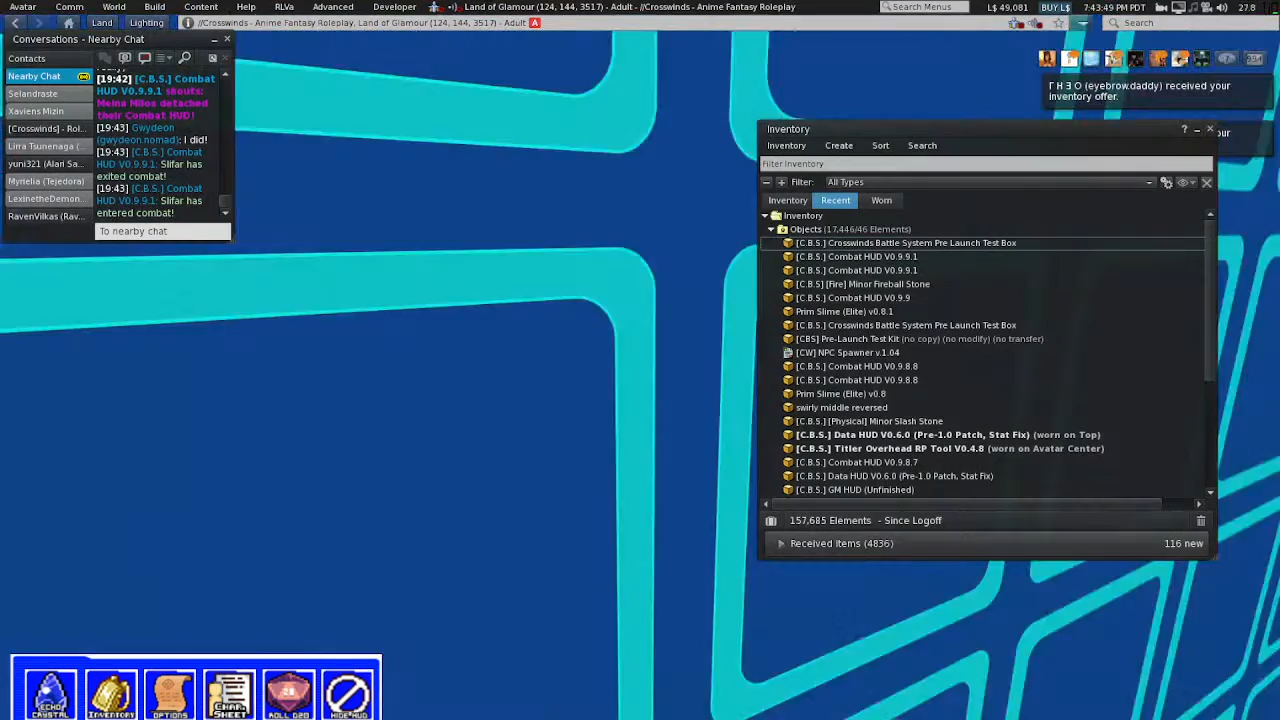 Avatar Comm World Build Content Help RLVa Advanced Developer Land of Glamour (124, 144, 3517) - Adult - //Crosswinds - Anime Fantasy Roleplay Search Menus L$ 49,081 BUY L$ 7:43:49 PDT PM 27.8
Land Lighting //Crosswinds - Anime Fantasy Roleplay, Land of Glamour (124, 144, 3517) - Adult A Search
Conversations - Nearby Chat
Contacts
Nearby Chat
Selandraste
Xaviens Mizin
[Crosswinds] - Rol...
Lirra Tsunenaga (...
yuni321 (Alari Sa...
Myrielia (Tejedora)
LexinetheDemon...
RavenVilkas (Rav...
[19:42] [C.B.S.] Combat
HUD V0.9.9.1 shouts:
Meina Milos detached
their Combat HUD!
[19:43] Gwydeon
(gwydeon.nomad): I did!
[19:43] [C.B.S.] Combat
HUD V0.9.9.1: Slifar has
exited combat!
[19:43] [C.B.S.] Combat
HUD V0.9.9.1: Slifar has
entered combat!
To nearby chat
Γ H Ǝ O (eyebrow.daddy) received your
inventory offer.
our
Inventory
Inventory Create Sort Search
Filter Inventory
Filter: All Types
Inventory Recent Worn
Inventory
Objects (17,446/46 Elements)
[C.B.S.] Crosswinds Battle System Pre Launch Test Box
[C.B.S.] Combat HUD V0.9.9.1
[C.B.S.] Combat HUD V0.9.9.1
[C.B.S] [Fire] Minor Fireball Stone
[C.B.S.] Combat HUD V0.9.9
Prim Slime (Elite) v0.8.1
[C.B.S.] Crosswinds Battle System Pre Launch Test Box
[CBS] Pre-Launch Test Kit (no copy) (no modify) (no transfer)
[CW] NPC Spawner v.1.04
[C.B.S.] Combat HUD V0.9.8.8
[C.B.S.] Combat HUD V0.9.8.8
Prim Slime (Elite) v0.8
swirly middle reversed
[C.B.S.] [Physical] Minor Slash Stone
[C.B.S.] Data HUD V0.6.0 (Pre-1.0 Patch, Stat Fix) (worn on Top)
[C.B.S.] Titler Overhead RP Tool V0.4.8 (worn on Avatar Center)
[C.B.S.] Combat HUD V0.9.8.7
[C.B.S.] Data HUD V0.6.0 (Pre-1.0 Patch, Stat Fix)
[C.B.S.] GM HUD (Unfinished)
157,685 Elements - Since Logoff
Received Items (4836) 116 new
ECHO CRYSTAL
INVENTORY
OPTIONS
CHAR. SHEET
ROLL D20
HIDE HUD